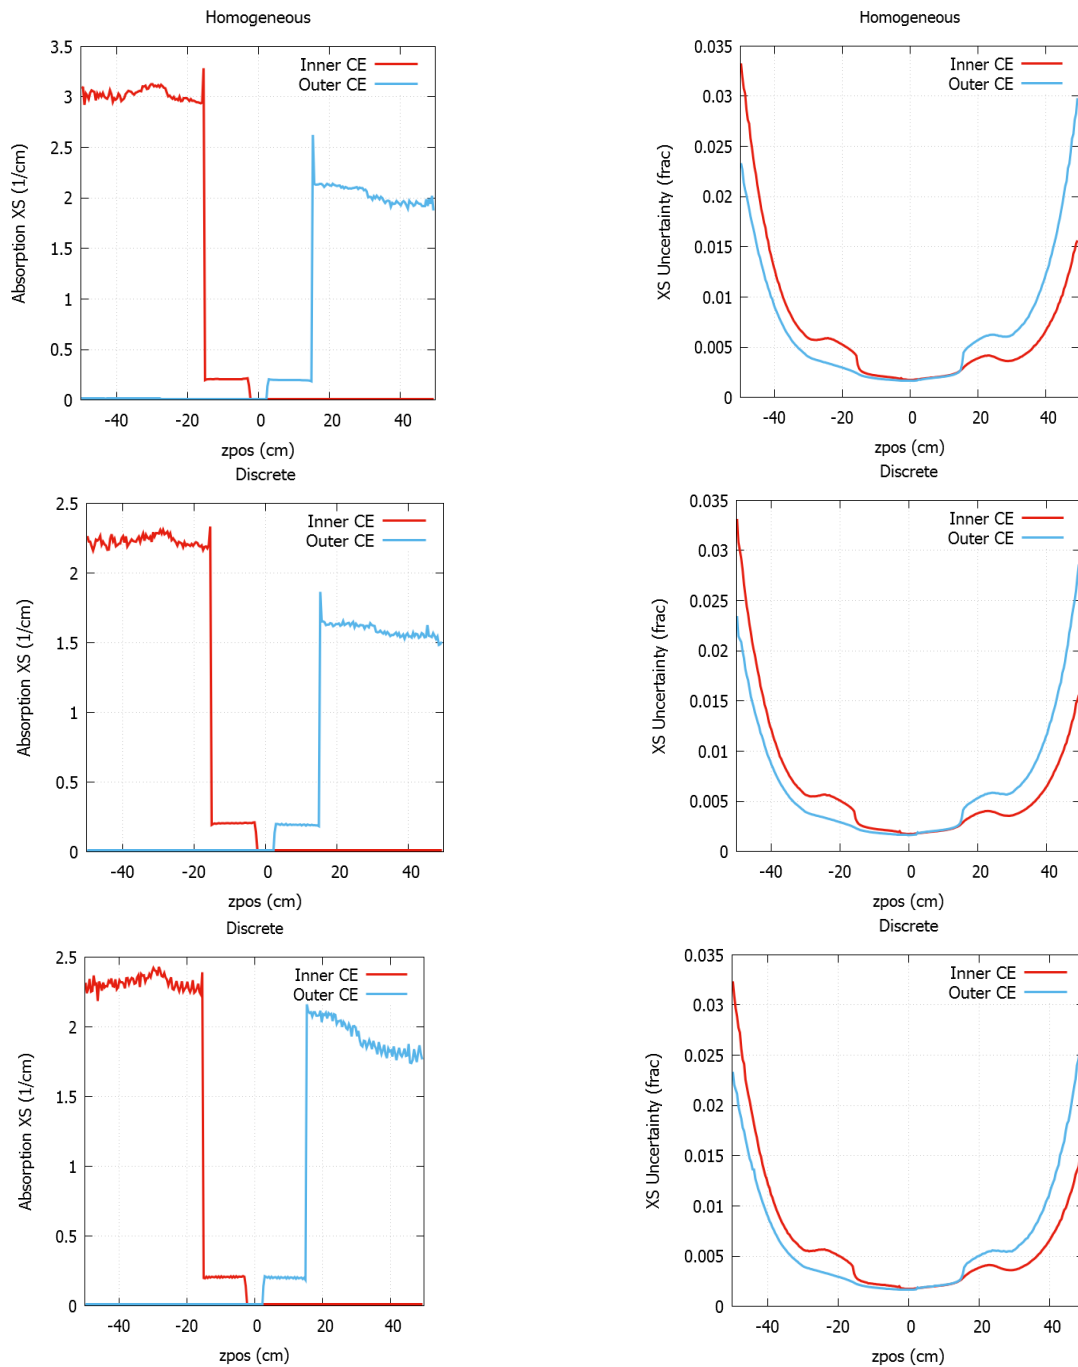 Homogeneous
3.5
3
2.5
2
1.5
1
0.5
0
Absorption XS (1/cm)
Inner CE
Outer CE
-40 -20 0 20 40
zpos (cm)
Homogeneous
0.035
0.03
0.025
0.02
0.015
0.01
0.005
0
XS Uncertainty (frac)
Inner CE
Outer CE
-40 -20 0 20 40
zpos (cm)
Discrete
2.5
2
1.5
1
0.5
0
Absorption XS (1/cm)
Inner CE
Outer CE
-40 -20 0 20 40
zpos (cm)
Discrete
0.035
0.03
0.025
0.02
0.015
0.01
0.005
0
XS Uncertainty (frac)
Inner CE
Outer CE
-40 -20 0 20 40
zpos (cm)
Discrete
2.5
2
1.5
1
0.5
0
Absorption XS (1/cm)
Inner CE
Outer CE
-40 -20 0 20 40
zpos (cm)
Discrete
0.035
0.03
0.025
0.02
0.015
0.01
0.005
0
XS Uncertainty (frac)
Inner CE
Outer CE
-40 -20 0 20 40
zpos (cm)